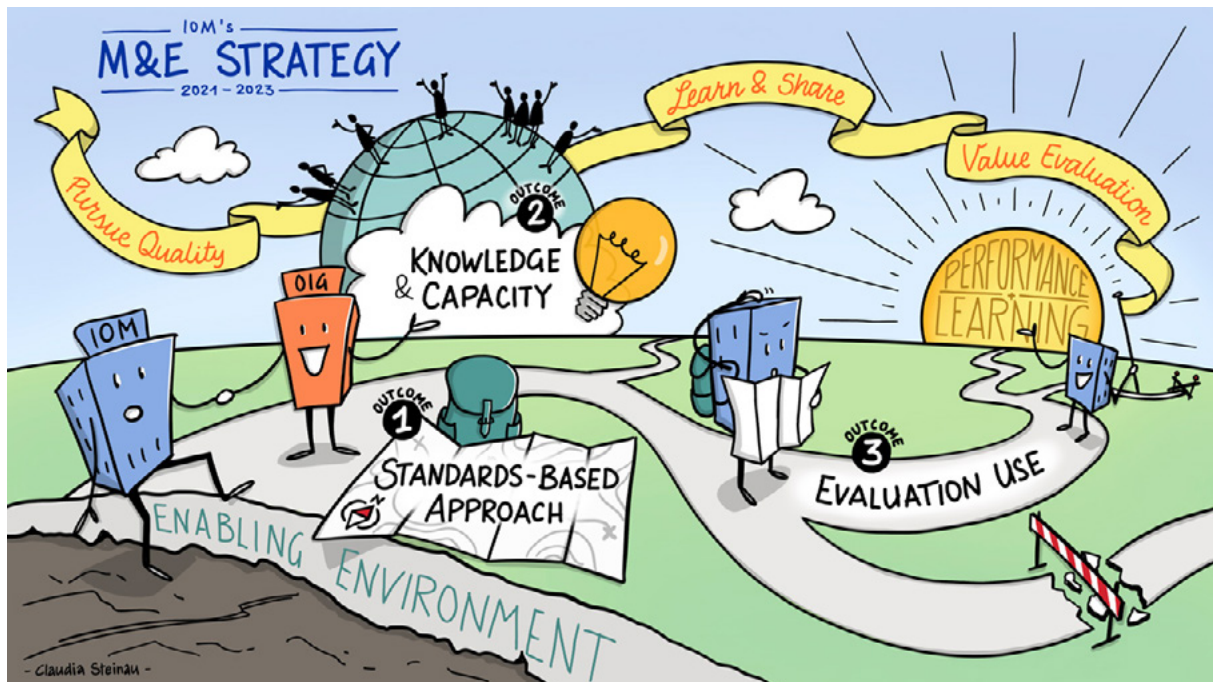 IOM's
M&E STRATEGY
2021-2023
Pursue Quality
Learn & Share
Value Evaluation
OUTCOME
2
KNOWLEDGE
& CAPACITY
PERFORMANCE
+
LEARNING
IOM
OIG
OUTCOME
1
STANDARDS-BASED
APPROACH
N
OUTCOME
3
EVALUATION USE
ENABLING ENVIRONMENT
- Claudia Steinau -